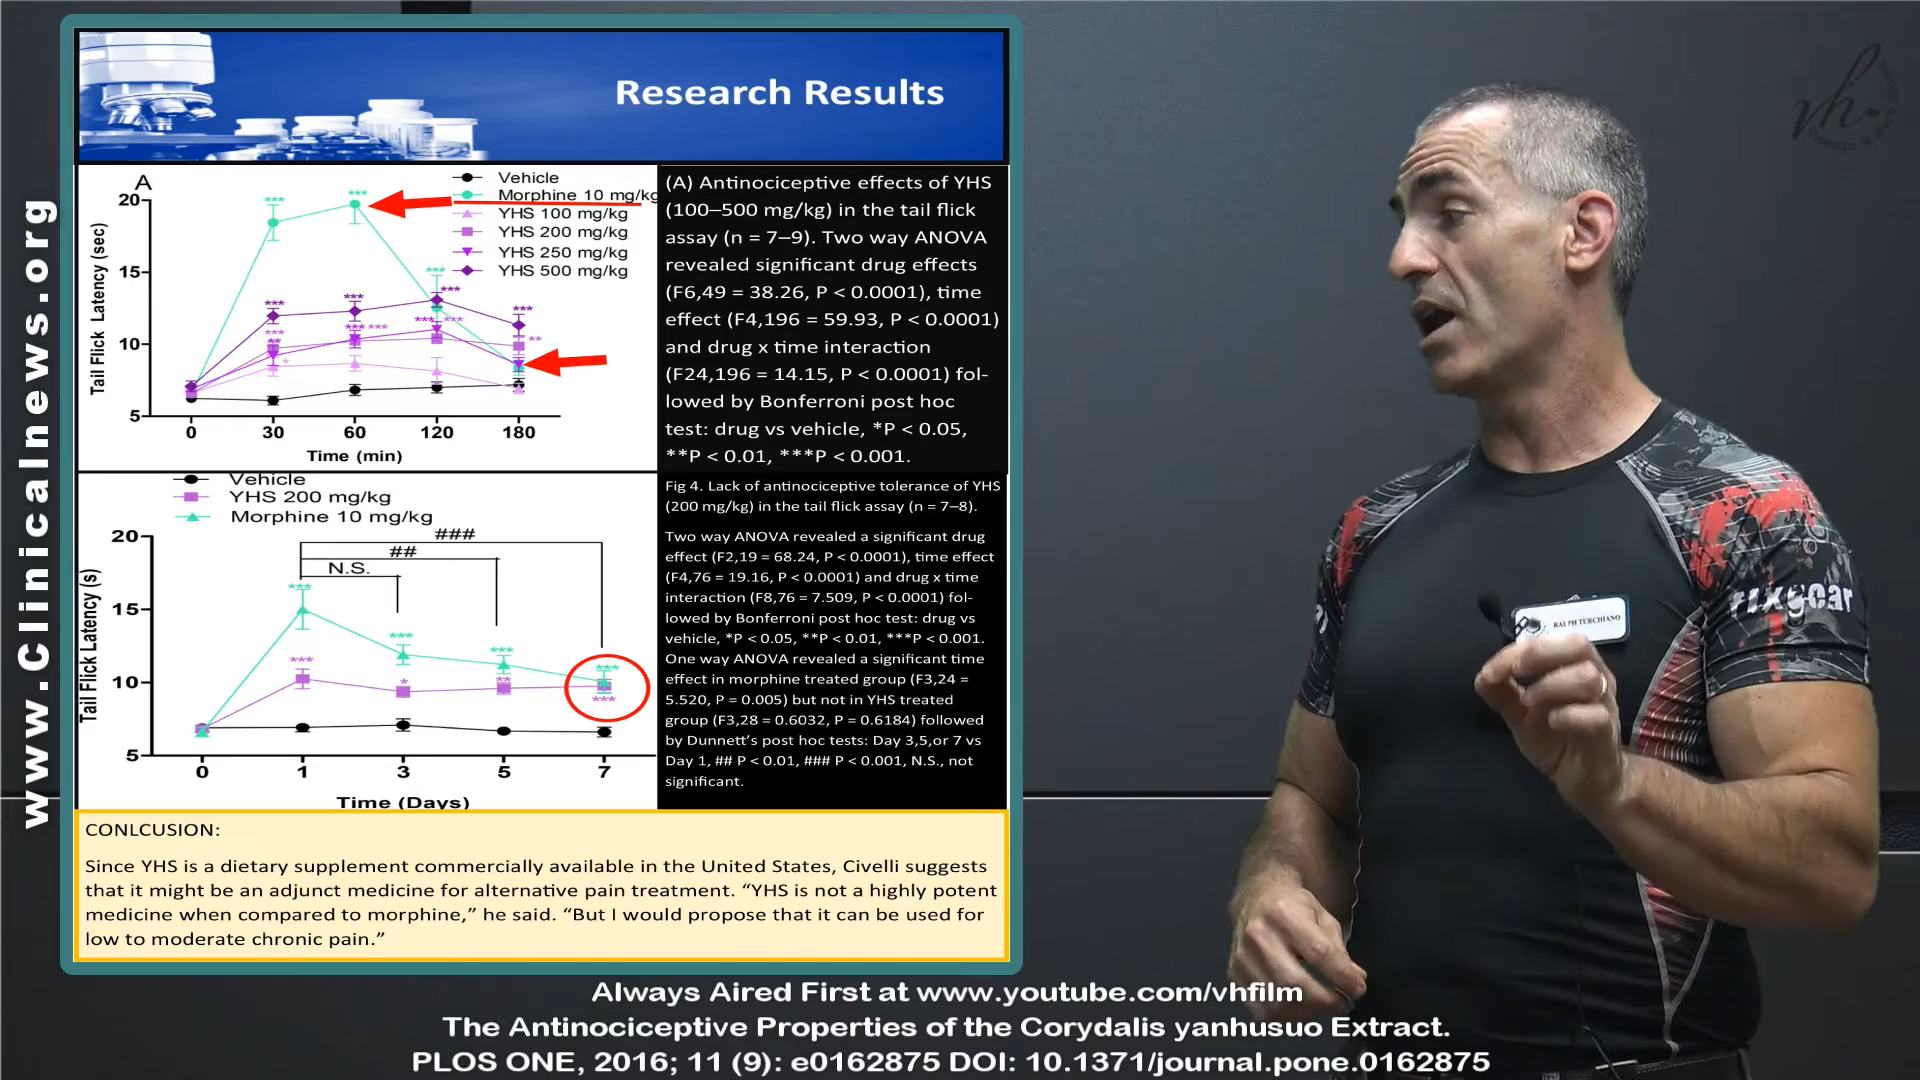 www.Clinicalnews.org
Research Results
A
Vehicle
Morphine 10 mg/kg
YHS 100 mg/kg
YHS 200 mg/kg
YHS 250 mg/kg
YHS 500 mg/kg
Tail Flick Latency (sec)
20
15
10
5
*** *** *** *** *** *** *** *** *** *** *** *** ** * **
0 30 60 120 180
Time (min)
(A) Antinociceptive effects of YHS
(100–500 mg/kg) in the tail flick
assay (n = 7–9). Two way ANOVA
revealed significant drug effects
(F6,49 = 38.26, P < 0.0001), time
effect (F4,196 = 59.93, P < 0.0001)
and drug x time interaction
(F24,196 = 14.15, P < 0.0001) fol-
lowed by Bonferroni post hoc
test: drug vs vehicle, *P < 0.05,
**P < 0.01, ***P < 0.001.
Vehicle
YHS 200 mg/kg
Morphine 10 mg/kg
Tail Flick Latency (s)
20
15
10
5
###
##
N.S.
*** *** *** ***
*** * ** ***
0 1 3 5 7
Time (Days)
Fig 4. Lack of antinociceptive tolerance of YHS
(200 mg/kg) in the tail flick assay (n = 7–8).
Two way ANOVA revealed a significant drug
effect (F2,19 = 68.24, P < 0.0001), time effect
(F4,76 = 19.16, P < 0.0001) and drug x time
interaction (F8,76 = 7.509, P < 0.0001) fol-
lowed by Bonferroni post hoc test: drug vs
vehicle, *P < 0.05, **P < 0.01, ***P < 0.001.
One way ANOVA revealed a significant time
effect in morphine treated group (F3,24 =
5.520, P = 0.005) but not in YHS treated
group (F3,28 = 0.6032, P = 0.6184) followed
by Dunnett’s post hoc tests: Day 3,5,or 7 vs
Day 1, ## P < 0.01, ### P < 0.001, N.S., not
significant.
CONLCUSION:
Since YHS is a dietary supplement commercially available in the United States, Civelli suggests
that it might be an adjunct medicine for alternative pain treatment. “YHS is not a highly potent
medicine when compared to morphine,” he said. “But I would propose that it can be used for
low to moderate chronic pain.”
vh
RALPH TURCHIANO
Always Aired First at www.youtube.com/vhfilm
The Antinociceptive Properties of the Corydalis yanhusuo Extract.
PLOS ONE, 2016; 11 (9): e0162875 DOI: 10.1371/journal.pone.0162875